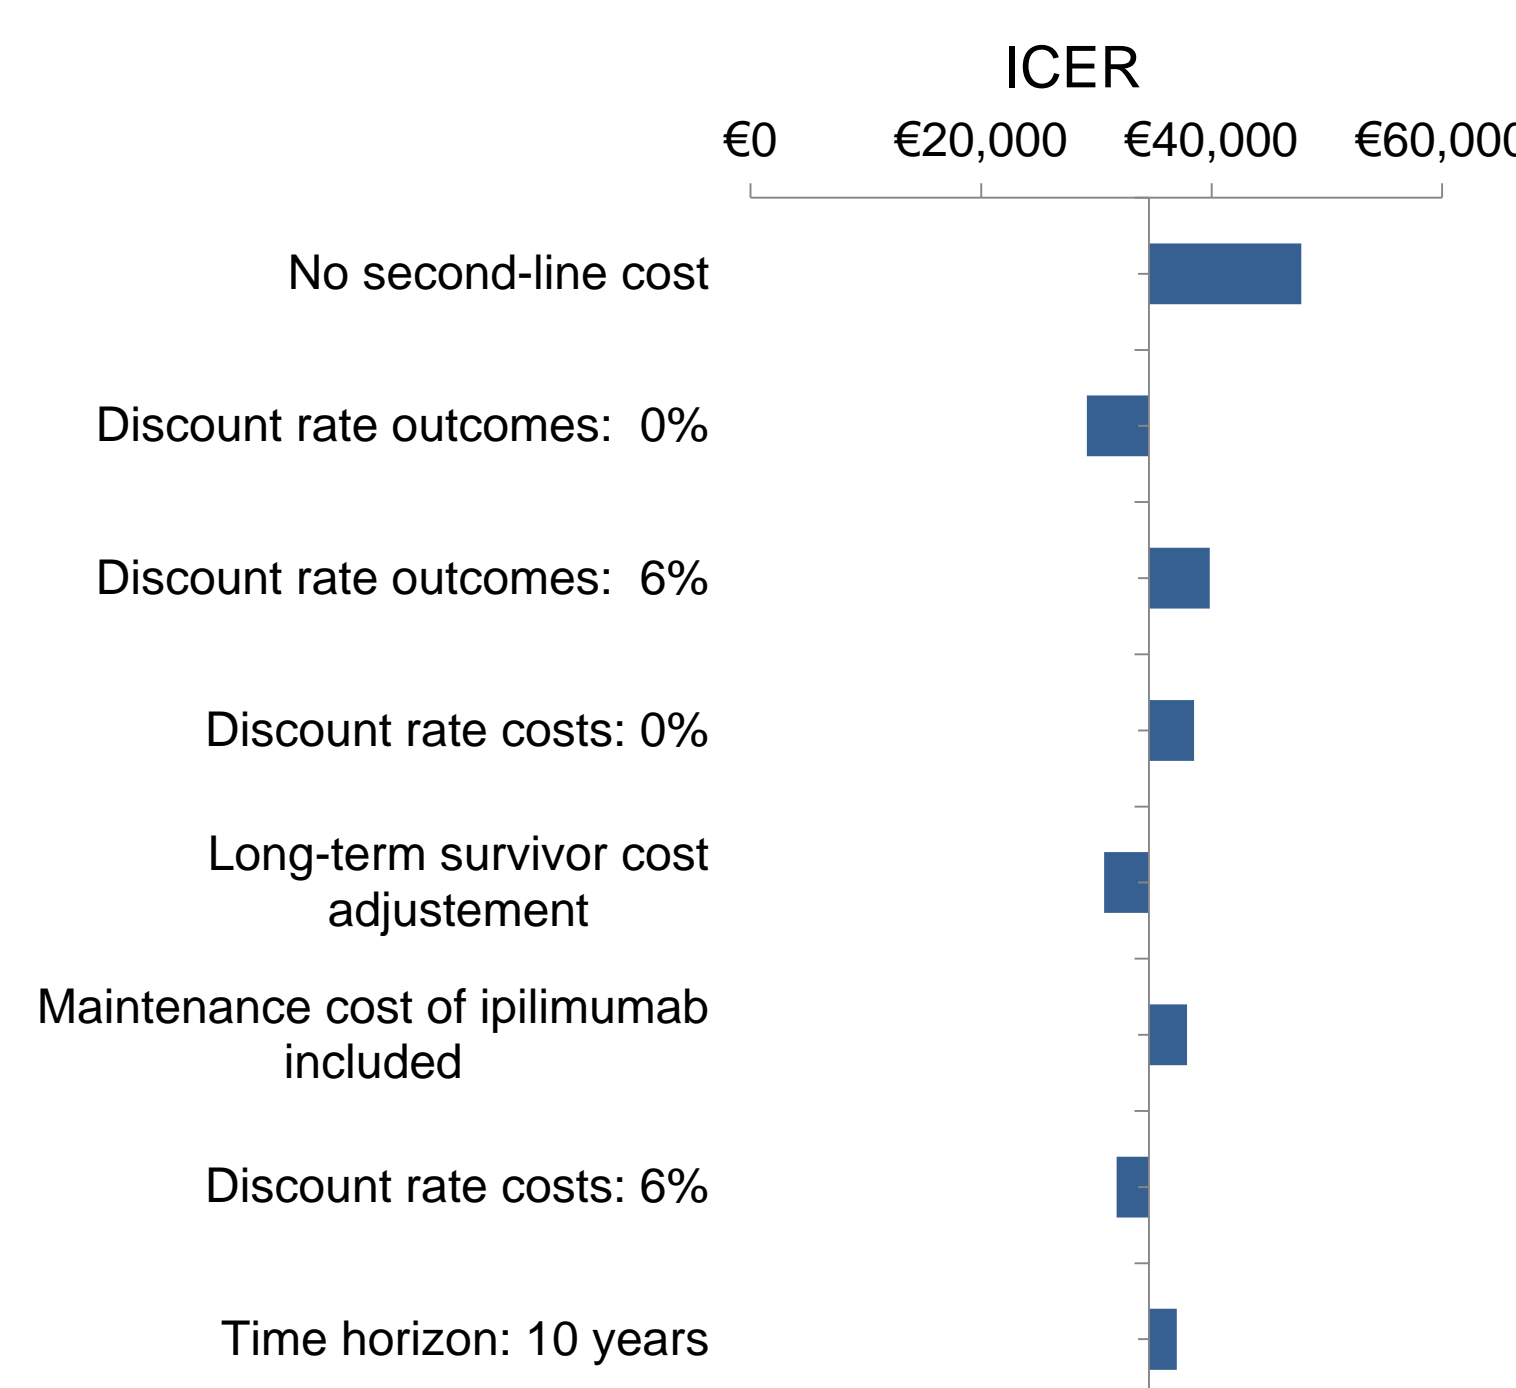 ICER
€0 €20,000 €40,000 €60,000
No second-line cost
Discount rate outcomes:  0%
Discount rate outcomes:  6%
Discount rate costs: 0%
Long-term survivor cost
adjustement
Maintenance cost of ipilimumab
included
Discount rate costs: 6%
Time horizon: 10 years